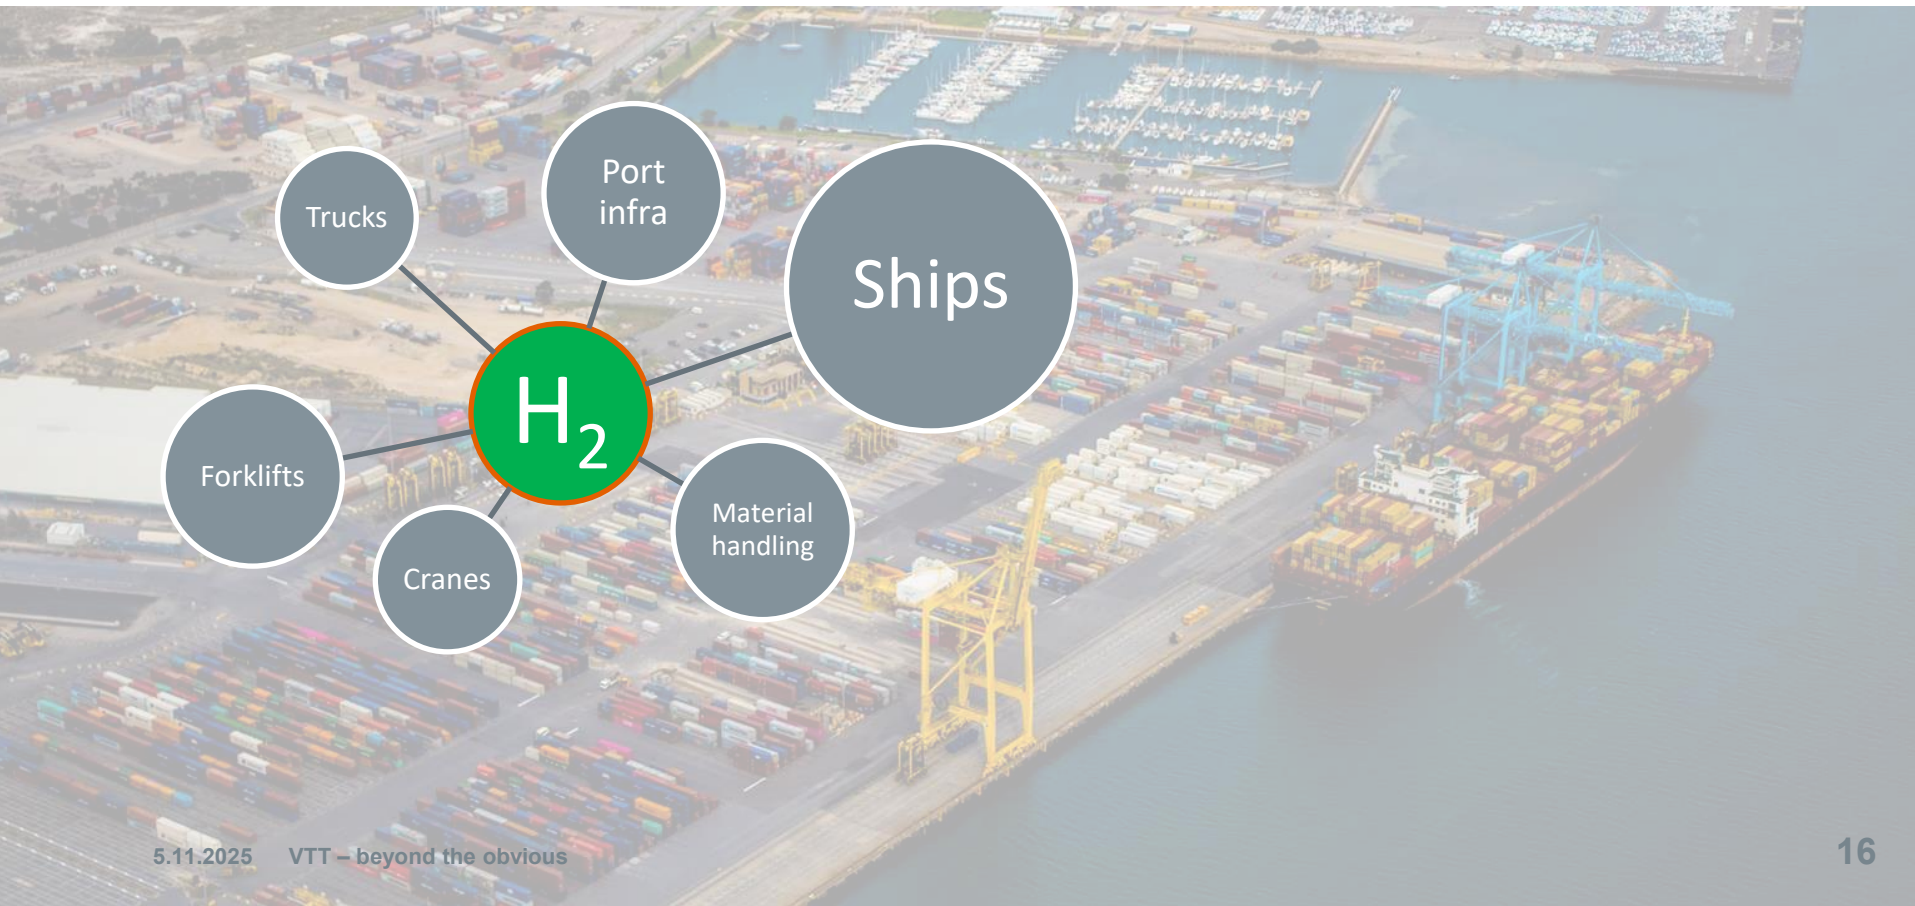 Trucks
Port
infra
Ships
H₂
Forklifts
Material
handling
Cranes
5.11.2025 VTT – beyond the obvious
16